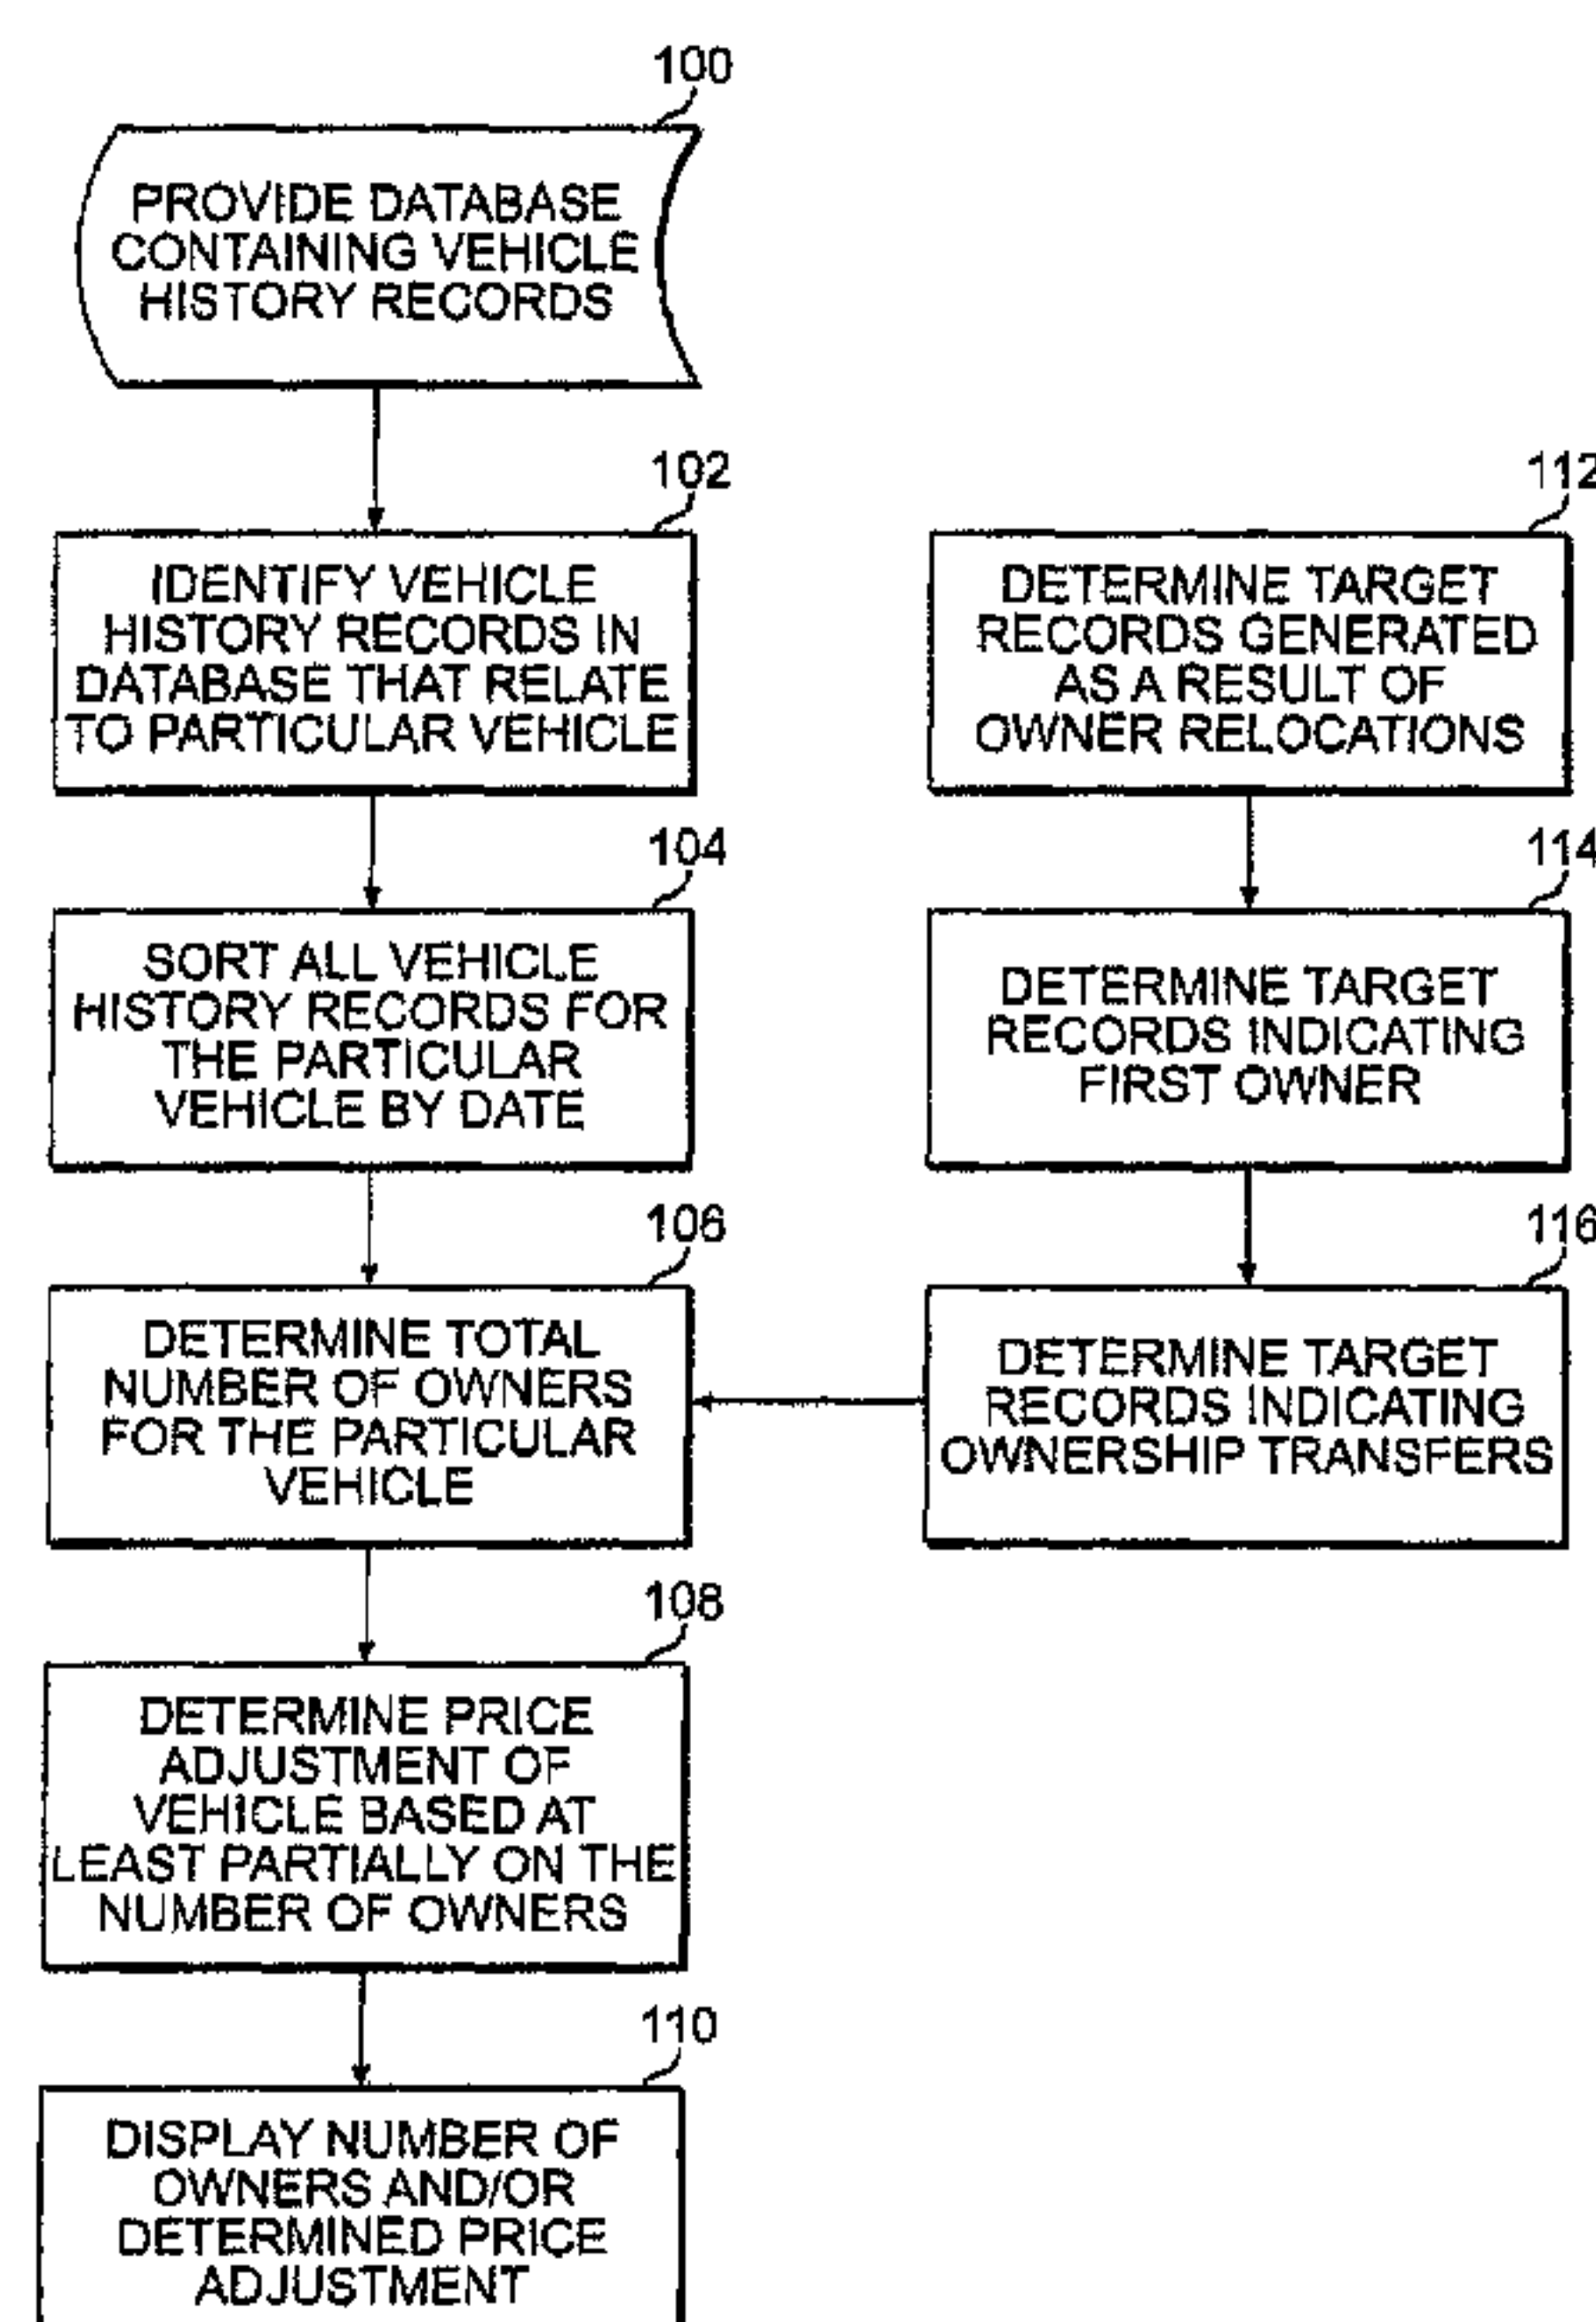 100
PROVIDE DATABASE
CONTAINING VEHICLE
HISTORY RECORDS
102
IDENTIFY VEHICLE
HISTORY RECORDS IN
DATABASE THAT RELATE
TO PARTICULAR VEHICLE
104
SORT ALL VEHICLE
HISTORY RECORDS FOR
THE PARTICULAR
VEHICLE BY DATE
106
DETERMINE TOTAL
NUMBER OF OWNERS
FOR THE PARTICULAR
VEHICLE
108
DETERMINE PRICE
ADJUSTMENT OF
VEHICLE BASED AT
LEAST PARTIALLY ON THE
NUMBER OF OWNERS
110
DISPLAY NUMBER OF
OWNERS AND/OR
DETERMINED PRICE
ADJUSTMENT
112
DETERMINE TARGET
RECORDS GENERATED
AS A RESULT OF
OWNER RELOCATIONS
114
DETERMINE TARGET
RECORDS INDICATING
FIRST OWNER
116
DETERMINE TARGET
RECORDS INDICATING
OWNERSHIP TRANSFERS